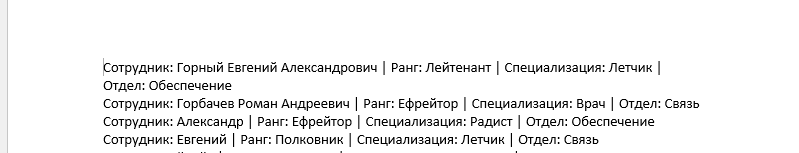 Сотрудник: Горный Евгений Александрович | Ранг: Лейтенант | Специализация: Летчик |
Отдел: Обеспечение
Сотрудник: Горбачев Роман Андреевич | Ранг: Ефрейтор | Специализация: Врач | Отдел: Связь
Сотрудник: Александр | Ранг: Ефрейтор | Специализация: Радист | Отдел: Обеспечение
Сотрудник: Евгений | Ранг: Полковник | Специализация: Летчик | Отдел: Связь